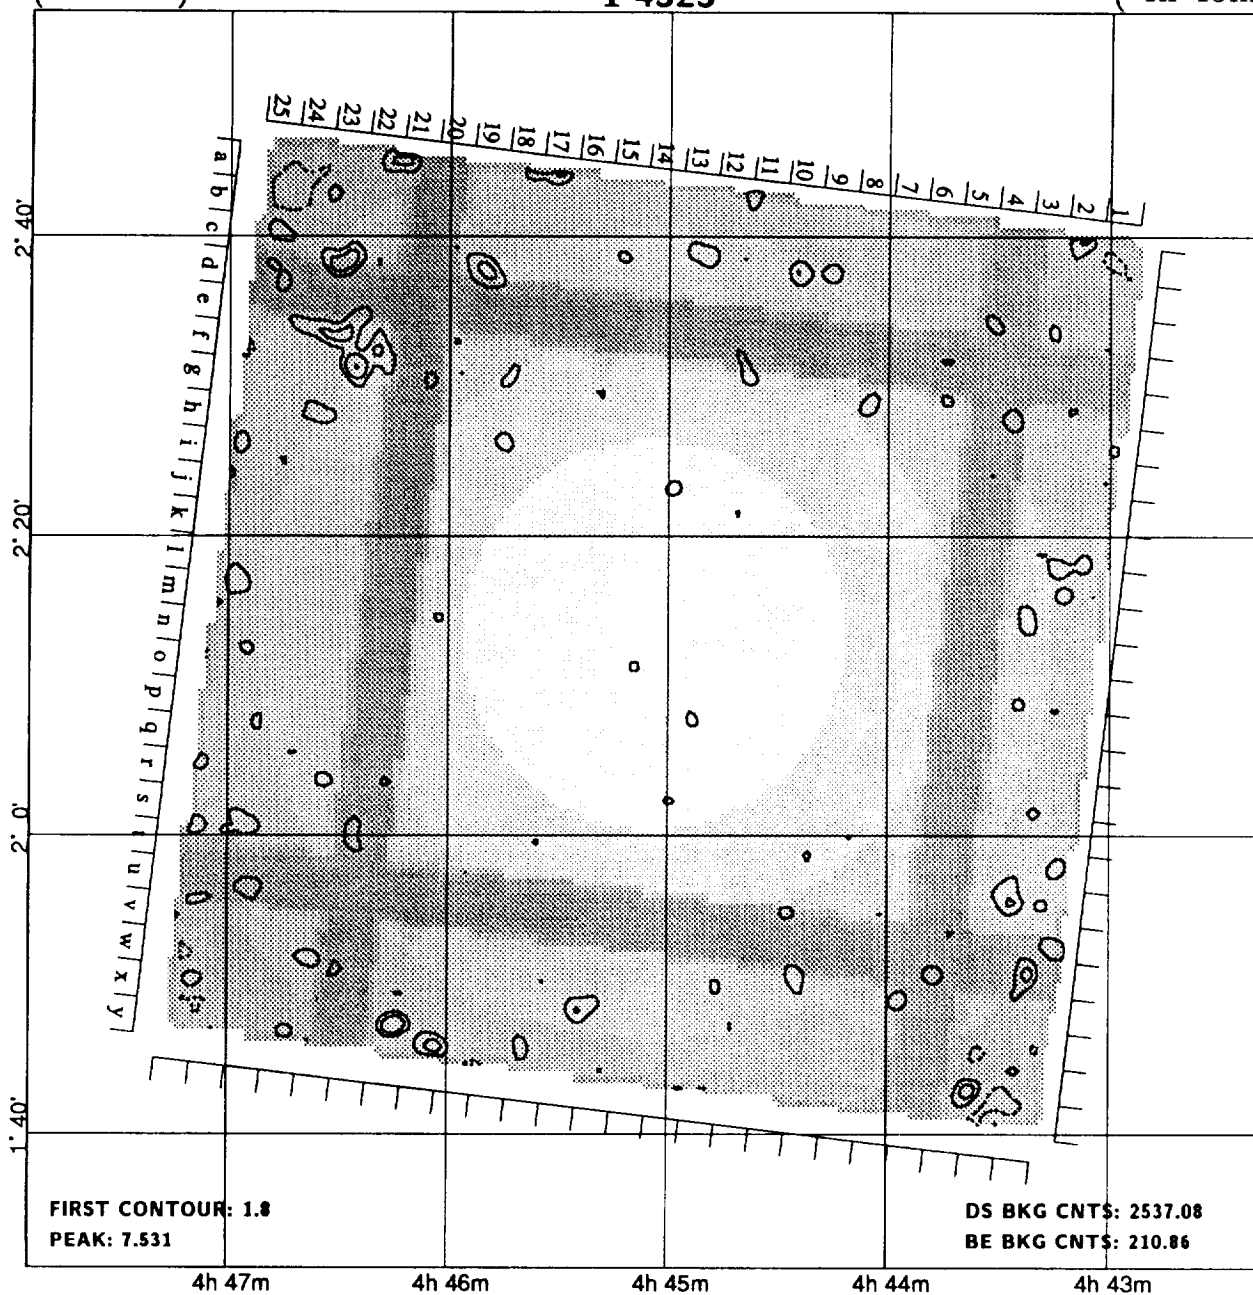 25 24 23 22 21 20 19 18 17 16 15 14 13 12 11 10 9 8 7 6 5 4 3 2 1
a b c d e f g h i j k l m n o p q r s t u v w x y
2° 40'
2° 20'
2° 0'
1° 40'
FIRST CONTOUR: 1.8
PEAK: 7.531
DS BKG CNTS: 2537.08
BE BKG CNTS: 210.86
4h 47m 4h 46m 4h 45m 4h 44m 4h 43m